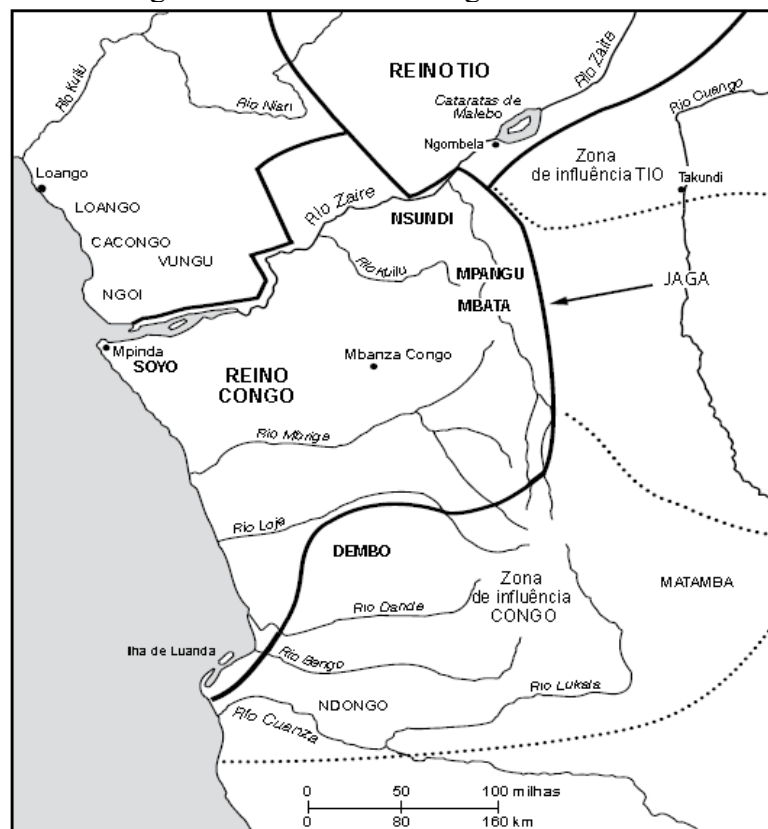 REINO TIO
Rio Zaire
Rio Kuilu
Rio Niari
Cataratas de
Malebo
Ngombela
Rio Cuango
Zona
de influência TIO
Takundi
Loango
LOANGO
CACONGO
VUNGU
NGOI
Rio Zaire
NSUNDI
Rio Kuilu
MPANGU
MBATA
JAGA
Mpinda
SOYO
REINO
CONGO
Mbanza Congo
Rio Mbrige
Rio Loje
DEMBO
Zona
de influência
CONGO
MATAMBA
Rio Dande
Ilha de Luanda
Rio Bengo
Rio Lukala
NDONGO
Rio Cuanza
0 50 100 milhas
0 80 160 km